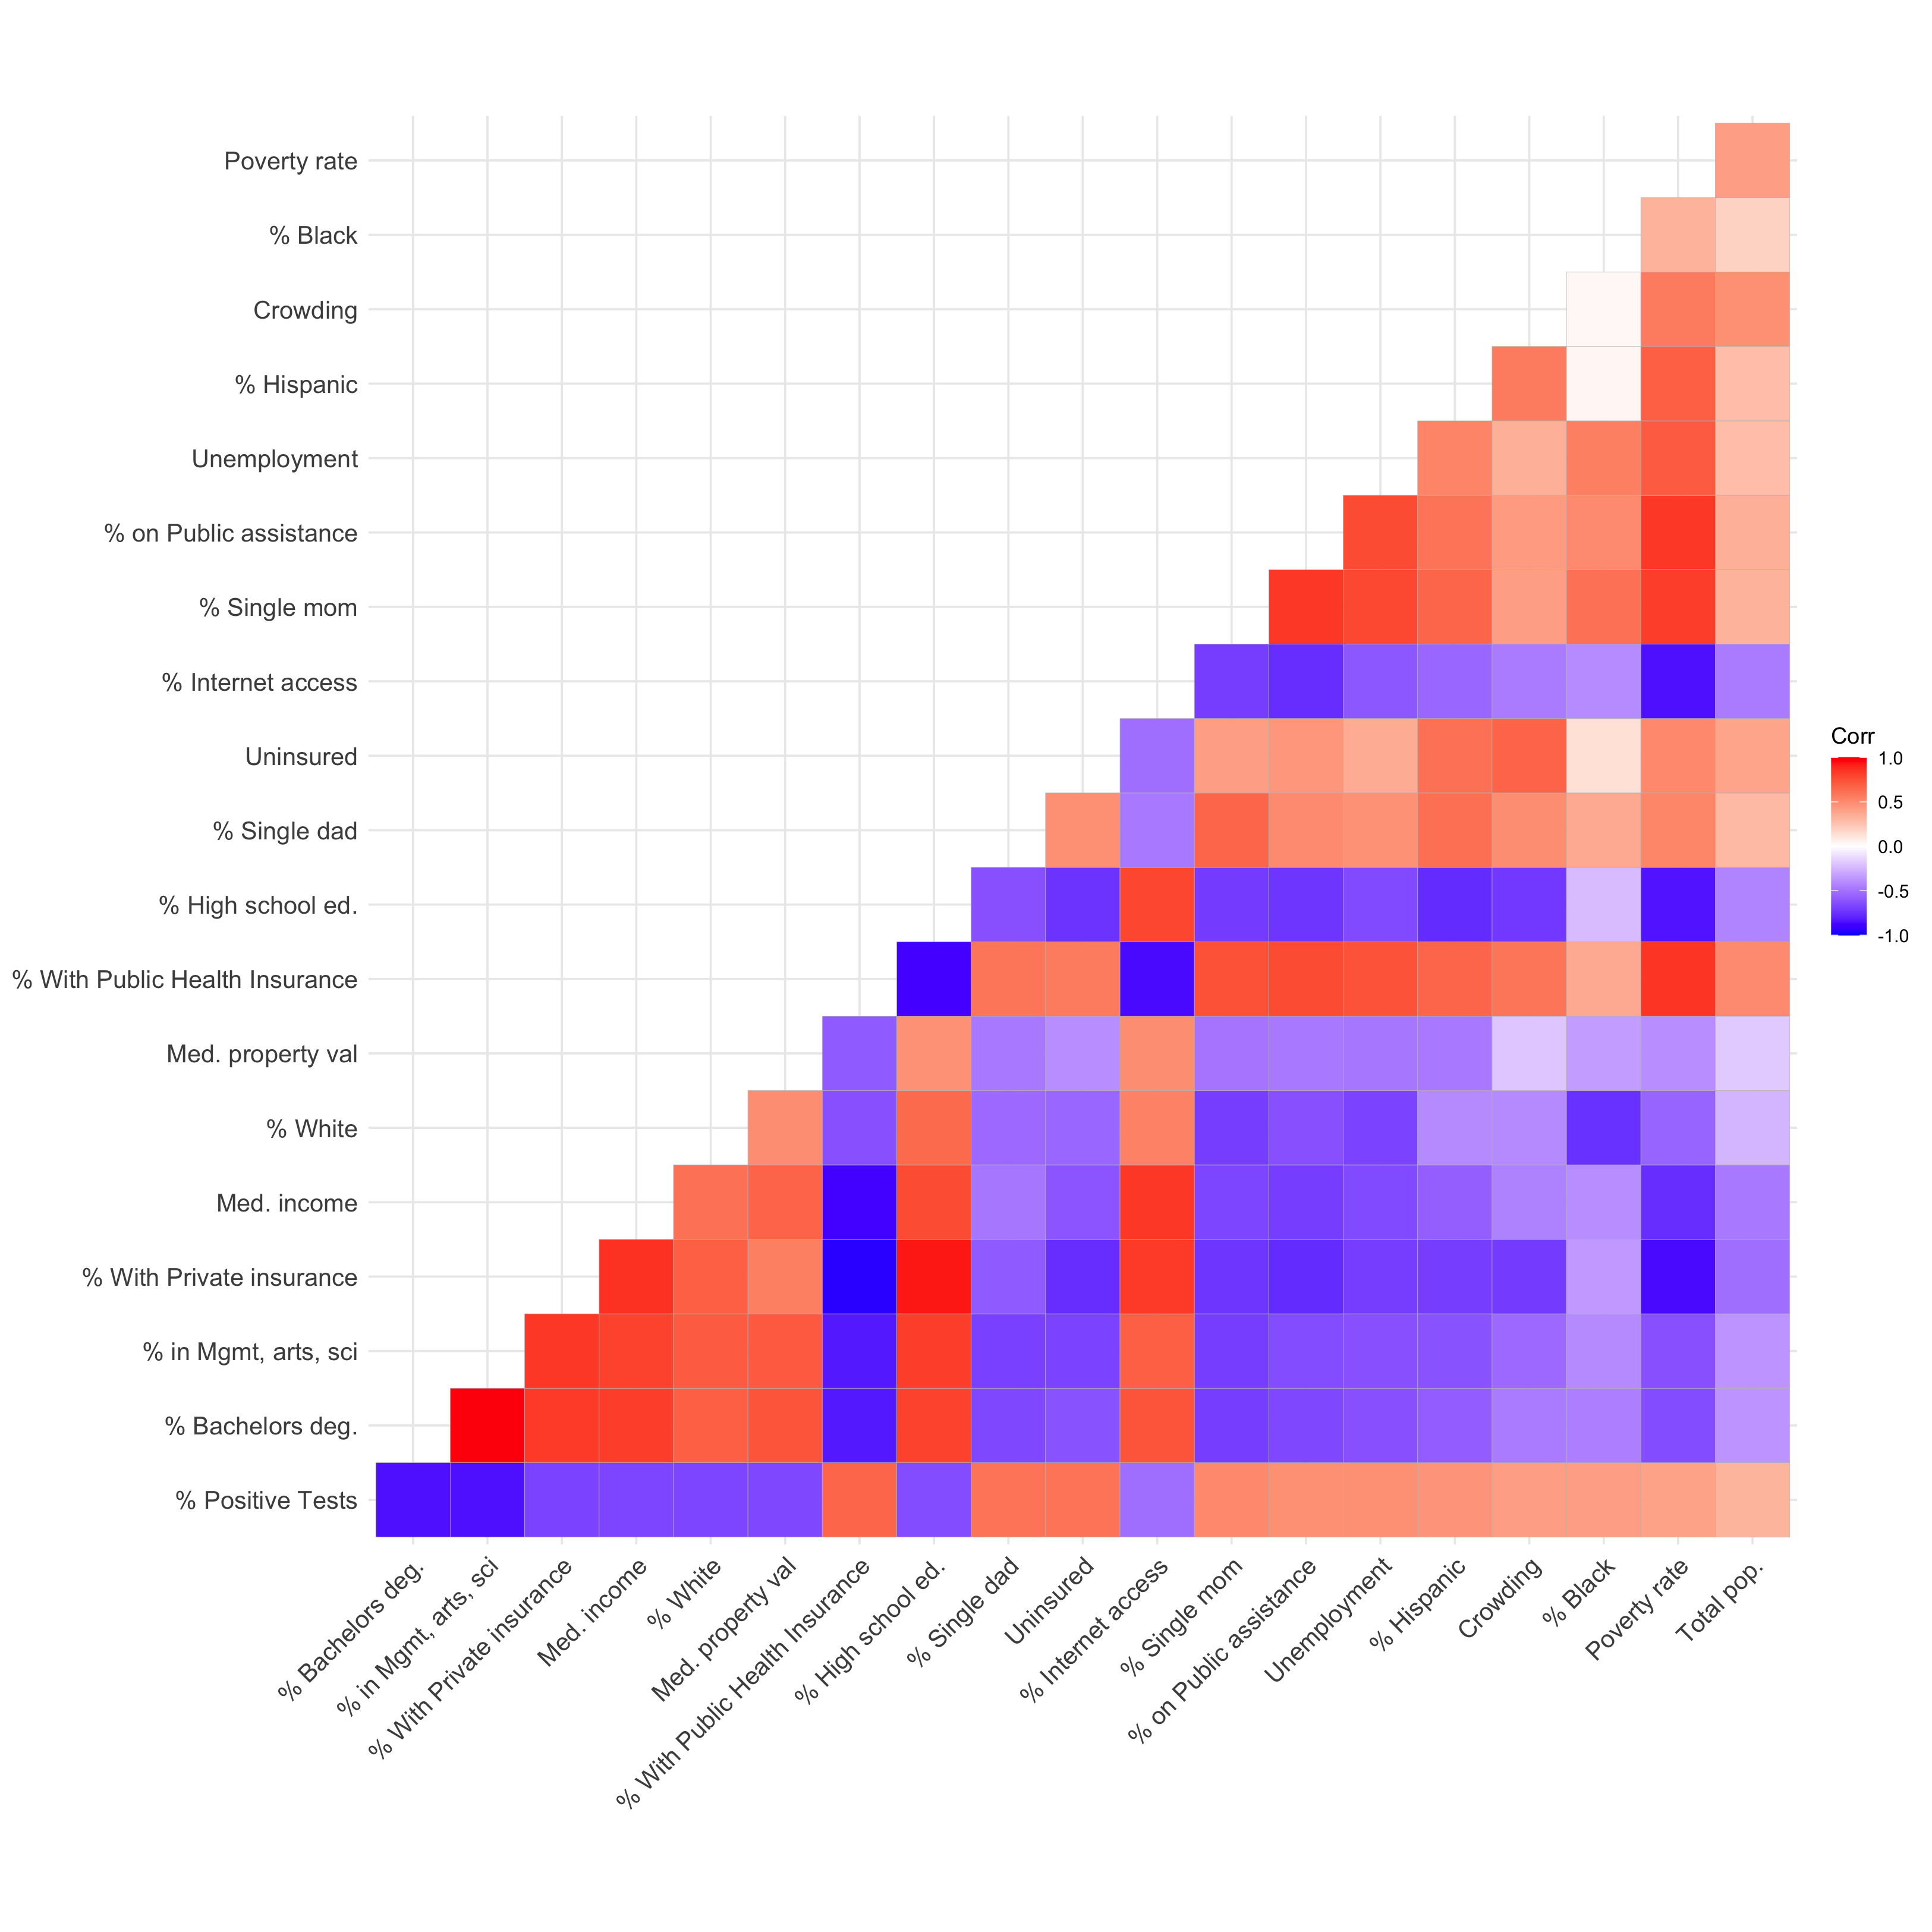 Poverty rate
% Black
Crowding
% Hispanic
Unemployment
% on Public assistance
% Single mom
% Internet access
Uninsured
% Single dad
% High school ed.
% With Public Health Insurance
Med. property val
% White
Med. income
% With Private insurance
% in Mgmt, arts, sci
% Bachelors deg.
% Positive Tests
% Bachelors deg.
% in Mgmt, arts, sci
% With Private insurance
Med. income
% White
Med. property val
% With Public Health Insurance
% High school ed.
% Single dad
Uninsured
% Internet access
% Single mom
% on Public assistance
Unemployment
% Hispanic
Crowding
% Black
Poverty rate
Total pop.
Corr
1.0
0.5
0.0
-0.5
-1.0